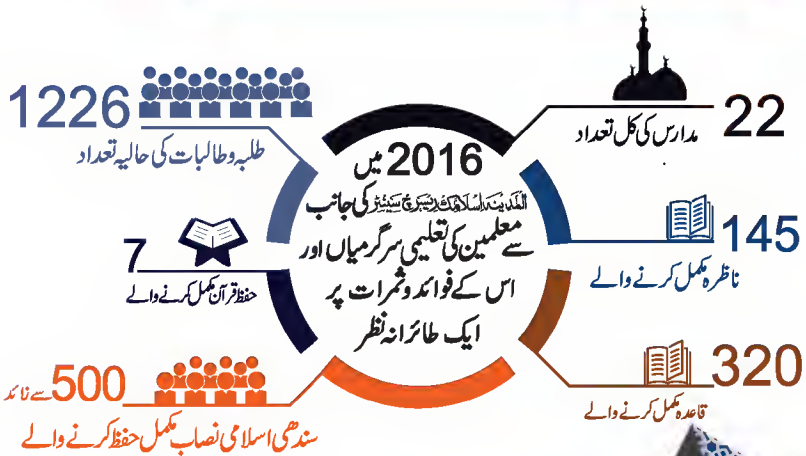 22
مدارس کی کل تعداد
1226
طلبہ و طالبات کی حالیہ تعداد
2016 میں
المدینہ اسلامک ریسرچ سینٹر کی جانب
سے معلمین کی تعلیمی سرگرمیاں اور
اس کے فوائد و ثمرات پر
ایک طائرانہ نظر
145
ناظرہ مکمل کرنے والے
7
حفظ قرآن مکمل کرنے والے
320
قاعدہ مکمل کرنے والے
500 سے زائد
سندھی اسلامی نصاب مکمل حفظ کرنے والے